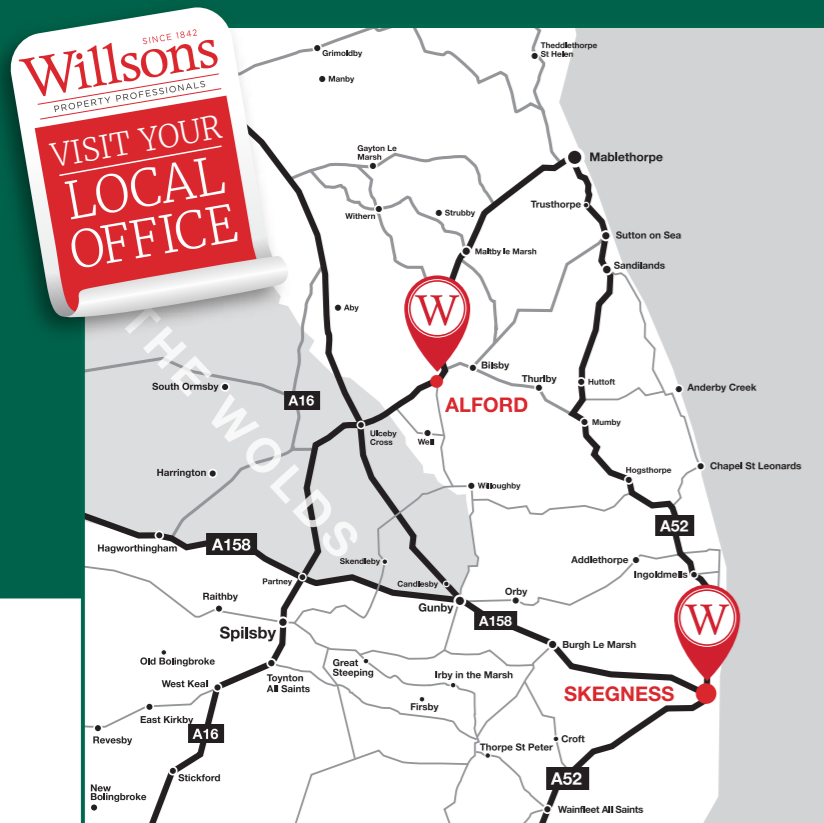 SINCE 1842
Willsons
PROPERTY PROFESSIONALS
VISIT YOUR
LOCAL
OFFICE
Grimoldby
Manby
Theddlethorpe
St Helen
Gayton Le
Marsh
Mablethorpe
Withern
Strubby
Trusthorpe
Maltby le Marsh
Sutton on Sea
Sandilands
Aby
W
THE WOLDS
South Ormsby
A16
Bilsby
Thurlby
Huttoft
Anderby Creek
ALFORD
Ulceby
Cross
Well
Mumby
Harrington
Willoughby
Hogsthorpe
Chapel St Leonards
A52
Hagworthingham
A158
Skendleby
Addlethorpe
Ingoldmells
Partney
Candlesby
Raithby
Gunby
Orby
W
A158
Spilsby
Burgh Le Marsh
Old Bolingbroke
Great
Steeping
West Keal
Toynton
All Saints
Irby in the Marsh
SKEGNESS
Firsby
East Kirkby
Revesby
A16
Thorpe St Peter
Croft
Stickford
A52
New
Bolingbroke
Wainfleet All Saints